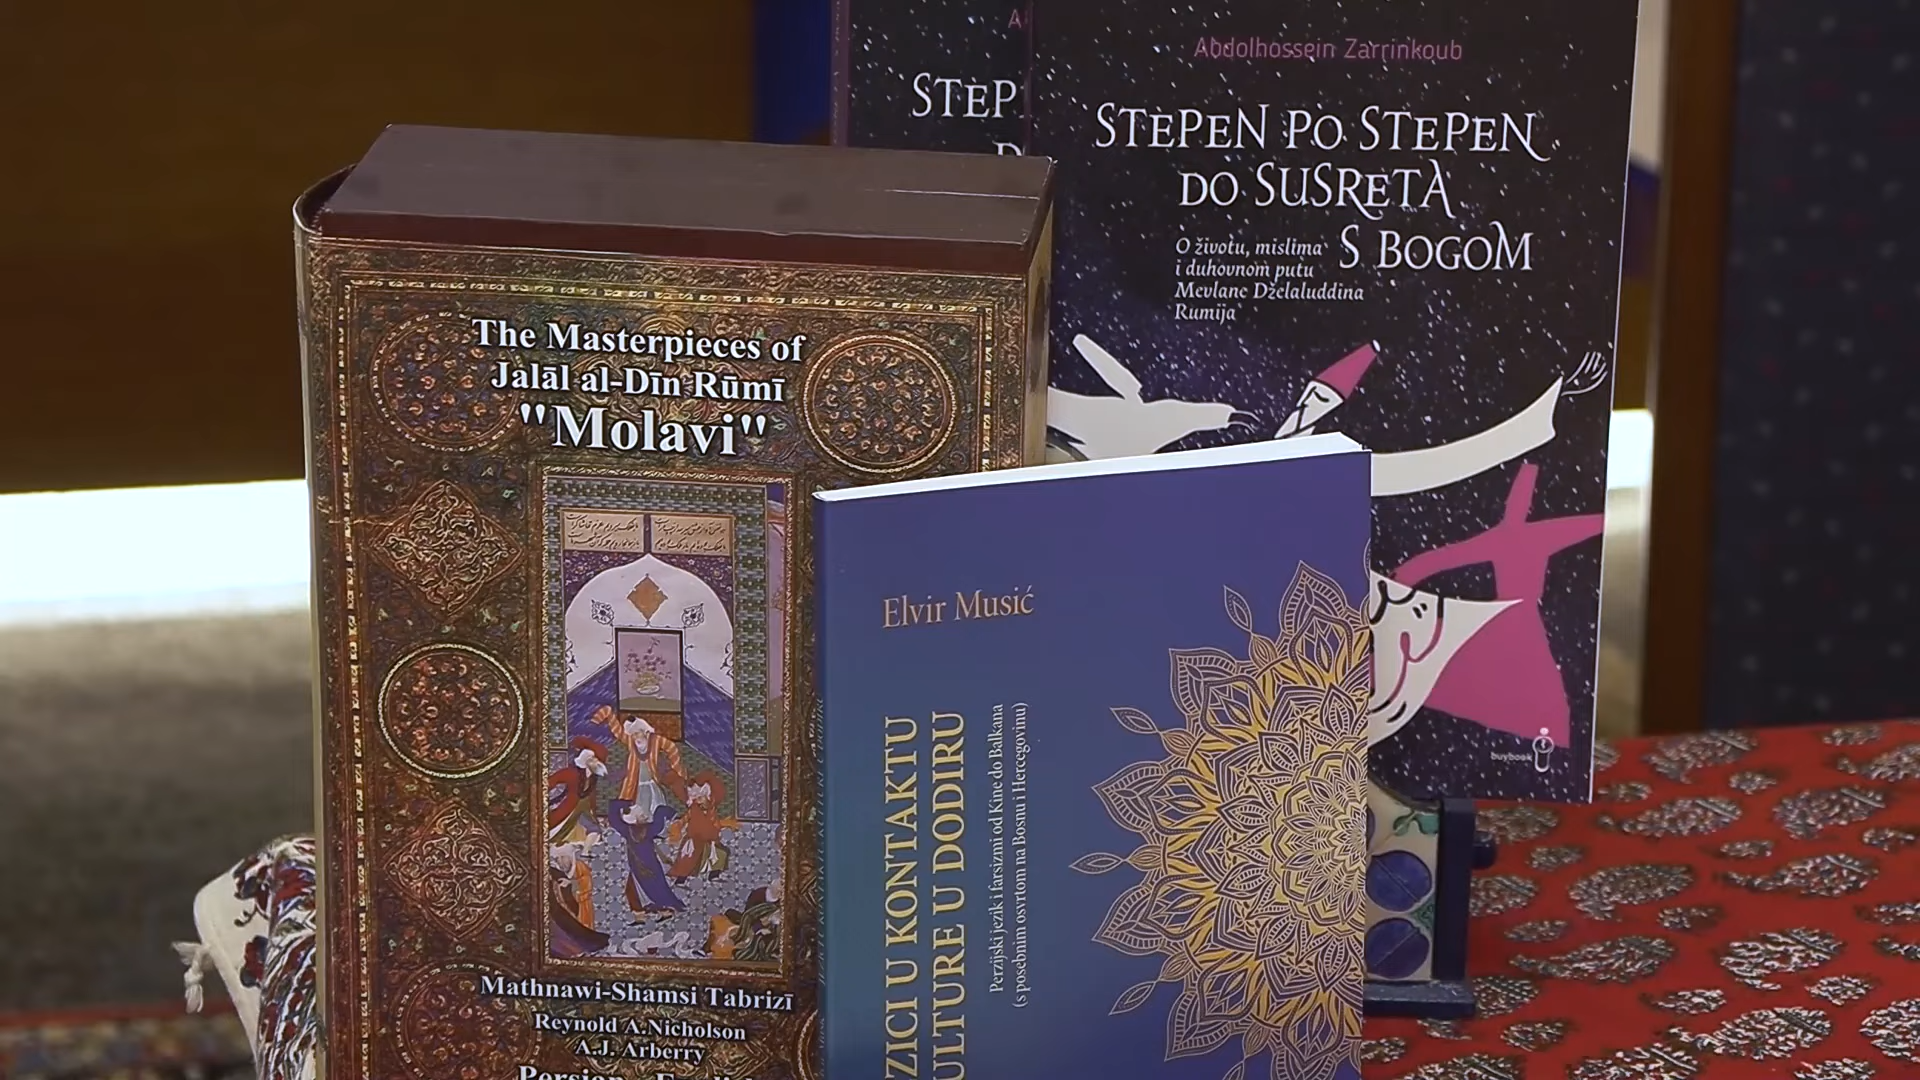 The Masterpieces of
Jalāl al-Dīn Rūmī
"Molavi"
Mathnawi-Shamsi Tabrizī
Reynold A.Nicholson
A.J. Arberry
STEP
Abdolhossein Zarrinkoub
STEPEN PO STEPEN
DO SUSRETA
S BOGOM
O životu, mislima
i duhovnom putu
Mevlane Dželaluddina
Rumija
buybook
Elvir Musić
ZICI U KONTAKTU
ULTURE U DODIRU
Perzijski jezik i farsizmi od Kine do Balkana
(s posebnim osvrtom na Bosnu i Hercegovinu)